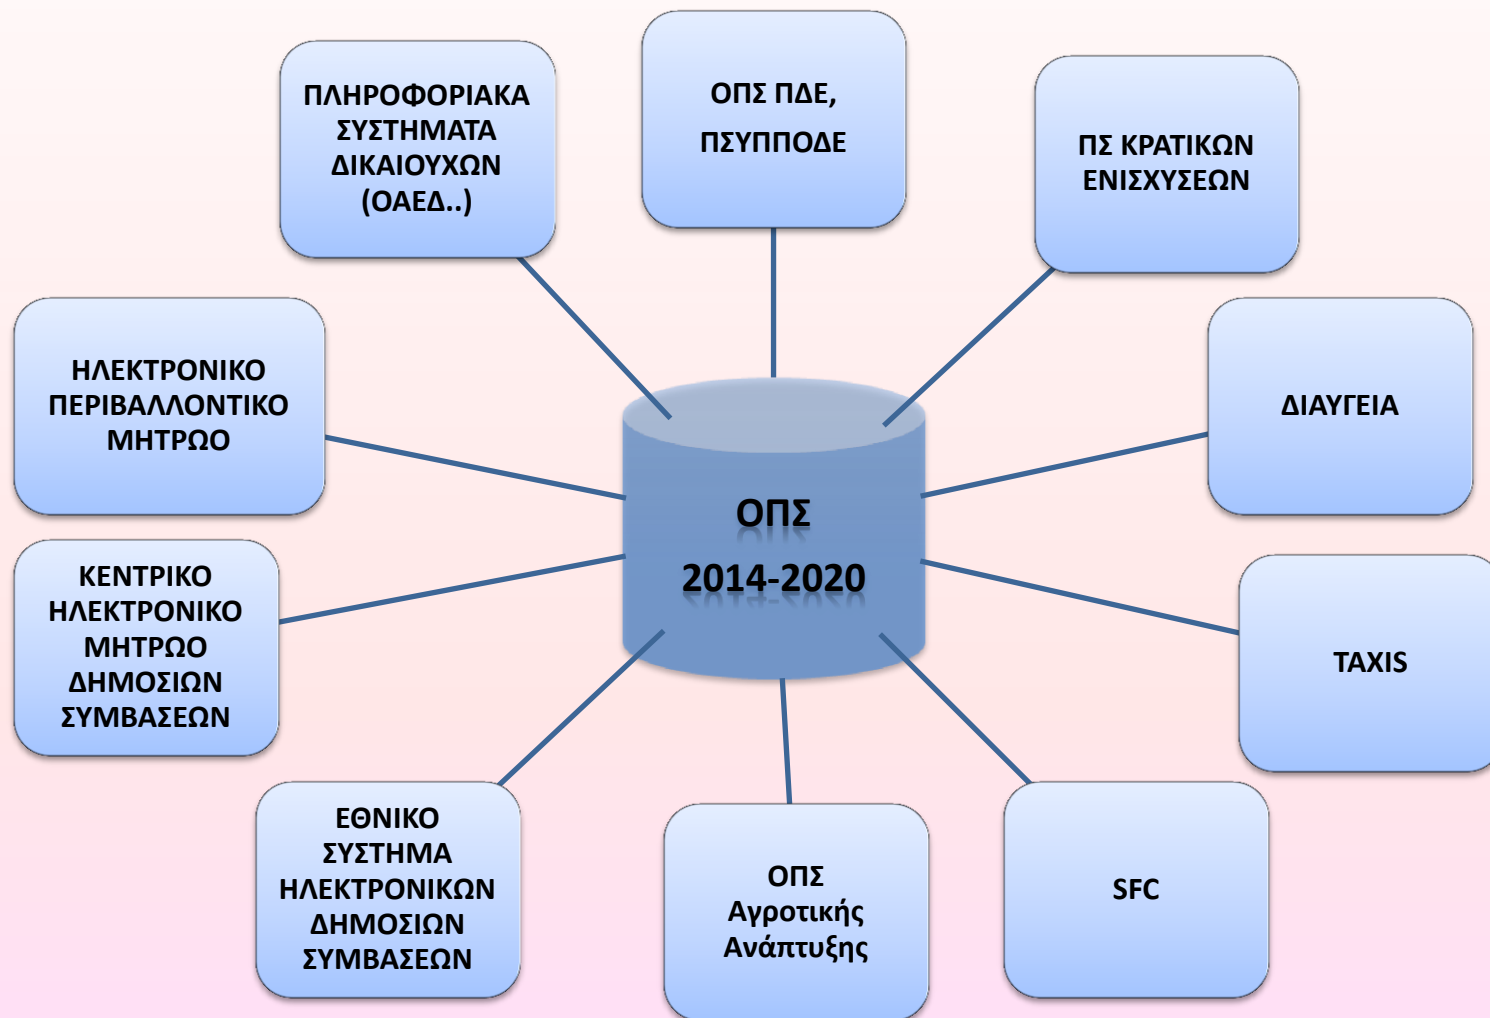 ΠΛΗΡΟΦΟΡΙΑΚΑ
ΣΥΣΤΗΜΑΤΑ
ΔΙΚΑΙΟΥΧΩΝ
(ΟΑΕΔ..)
ΟΠΣ ΠΔΕ,
ΠΣΥΠΠΟΔΕ
ΠΣ ΚΡΑΤΙΚΩΝ
ΕΝΙΣΧΥΣΕΩΝ
ΗΛΕΚΤΡΟΝΙΚΟ
ΠΕΡΙΒΑΛΛΟΝΤΙΚΟ
ΜΗΤΡΩΟ
ΔΙΑΥΓΕΙΑ
ΟΠΣ
2014-2020
ΚΕΝΤΡΙΚΟ
ΗΛΕΚΤΡΟΝΙΚΟ
ΜΗΤΡΩΟ
ΔΗΜΟΣΙΩΝ
ΣΥΜΒΑΣΕΩΝ
TAXIS
ΕΘΝΙΚΟ
ΣΥΣΤΗΜΑ
ΗΛΕΚΤΡΟΝΙΚΩΝ
ΔΗΜΟΣΙΩΝ
ΣΥΜΒΑΣΕΩΝ
ΟΠΣ
Αγροτικής
Ανάπτυξης
SFC